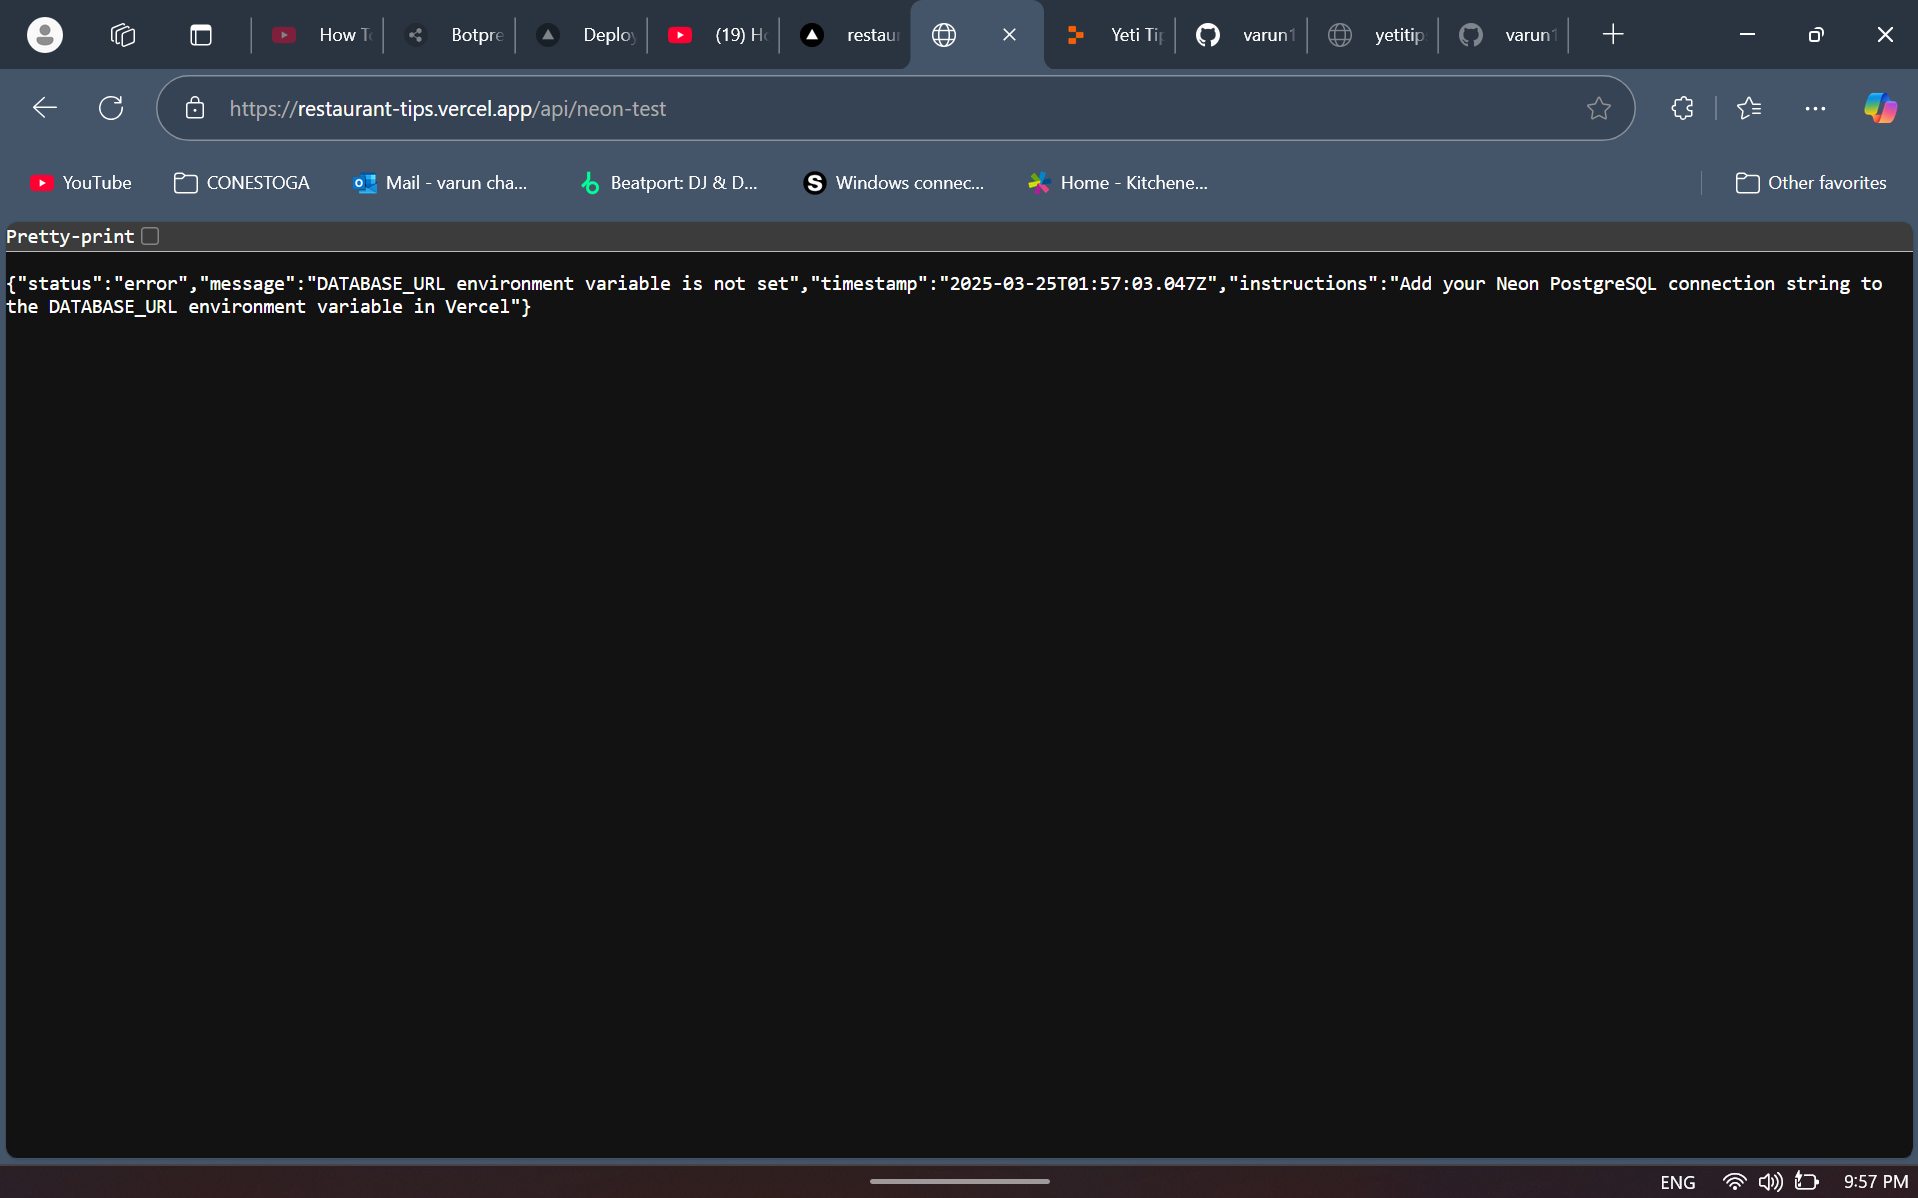 How T
Botpre
Deplo
(19) H
restau
Yeti Ti
varun1
yetitip
varun1
https://restaurant-tips.vercel.app/api/neon-test
YouTube
CONESTOGA
Mail - varun cha...
Beatport: DJ & D...
Windows connec...
Home - Kitchene...
Other favorites
Pretty-print
{"status":"error","message":"DATABASE_URL environment variable is not set","timestamp":"2025-03-25T01:57:03.047Z","instructions":"Add your Neon PostgreSQL connection string to
the DATABASE_URL environment variable in Vercel"}
ENG
9:57 PM